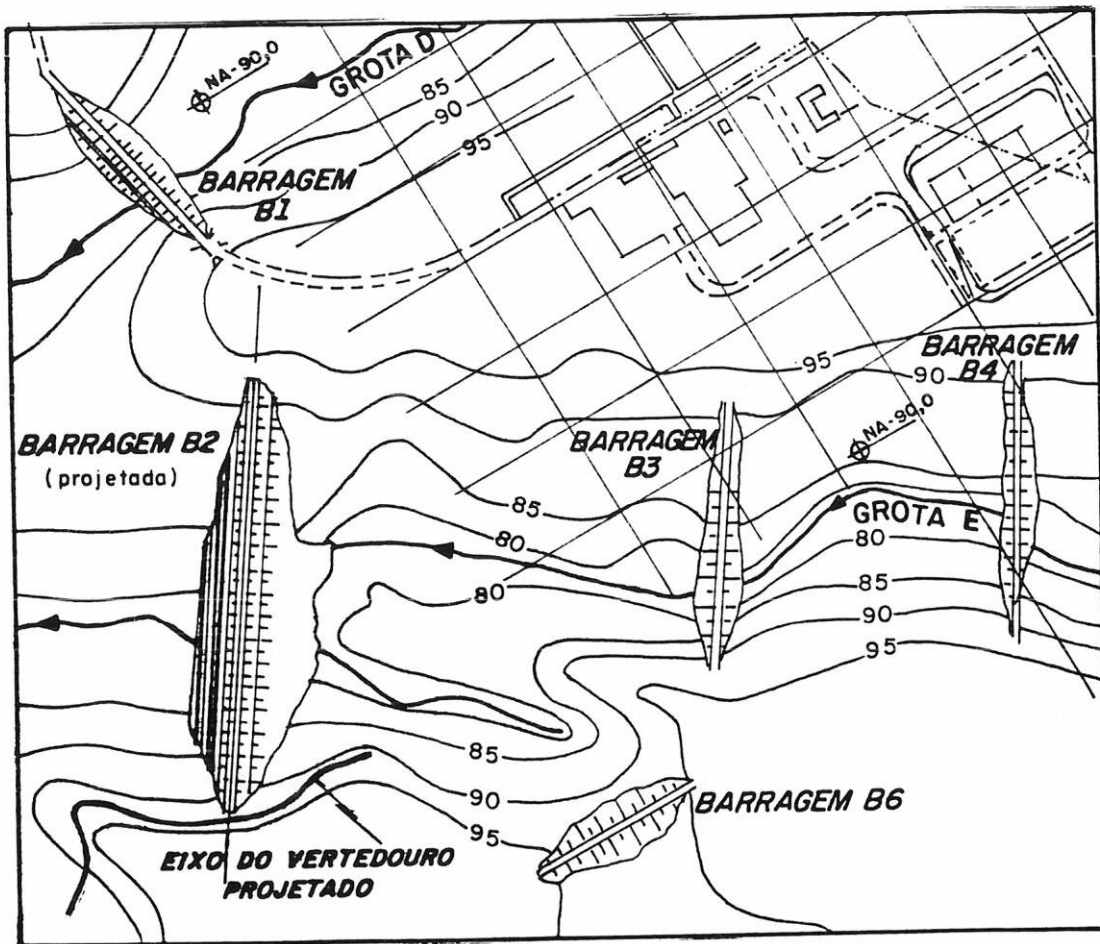 NA-90,0
GROTA D
85
90
95
BARRAGEM
B1
95
BARRAGEM
B4
90
NA-90,0
BARRAGEM B2
(projetada)
BARRAGEM
B3
85
GROTA E
80
80
80
85
90
95
85
90
95
BARRAGEM B6
EIXO DO VERTEDOURO
PROJETADO